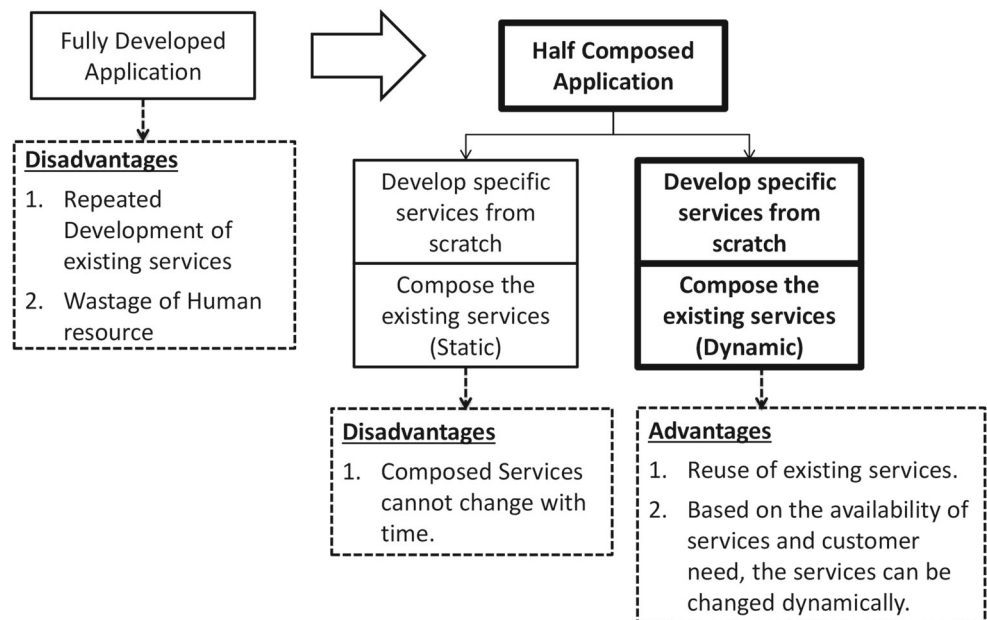 Fully Developed
Application
Half Composed
Application
Disadvantages
1. Repeated
Development of
existing services
2. Wastage of Human
resource
Develop specific
services from
scratch
Compose the
existing services
(Static)
Develop specific
services from
scratch
Compose the
existing services
(Dynamic)
Disadvantages
1. Composed Services
cannot change with
time.
Advantages
1. Reuse of existing services.
2. Based on the availability of
services and customer
need, the services can be
changed dynamically.